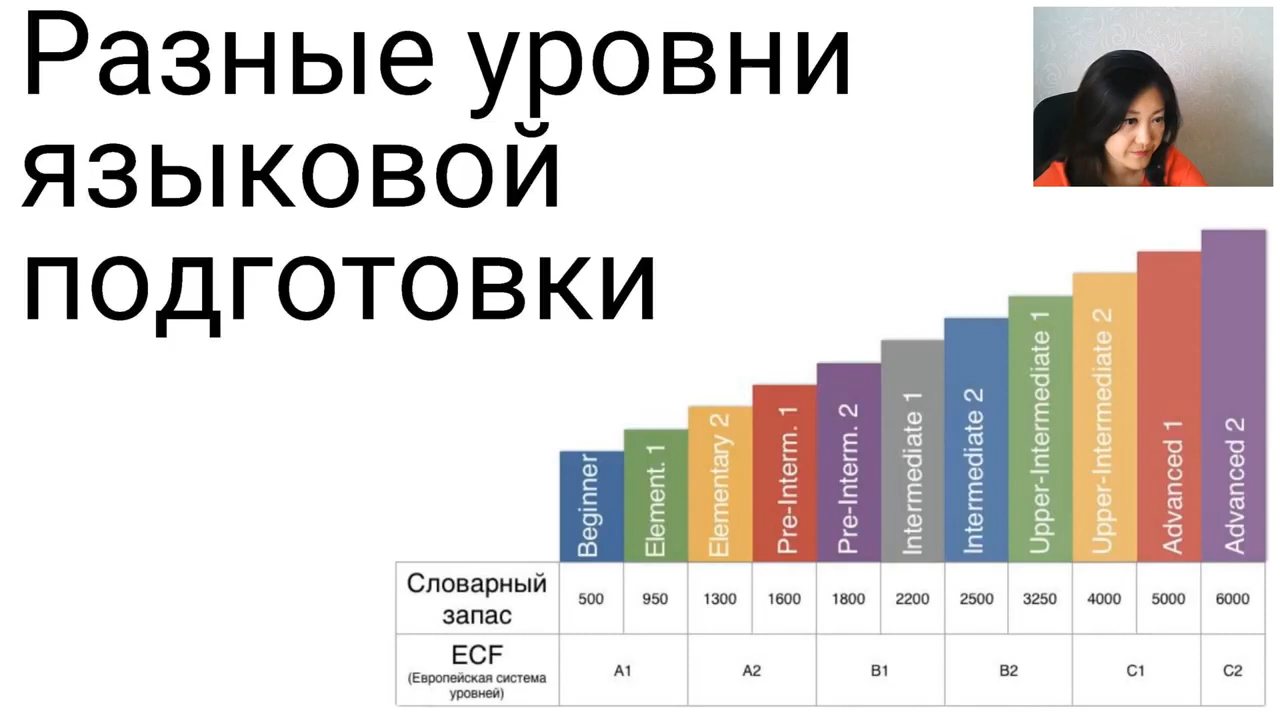 Разные уровни
языковой
подготовки
Beginner
Element. 1
Elementary 2
Pre-Interm. 1
Pre-Interm. 2
Intermediate 1
Intermediate 2
Upper-Intermediate 1
Upper-Intermediate 2
Advanced 1
Advanced 2
Словарный
запас
500 950 1300 1600 1800 2200 2500 3250 4000 5000 6000
ECF
(Европейская система
уровней)
A1 A2 B1 B2 C1 C2